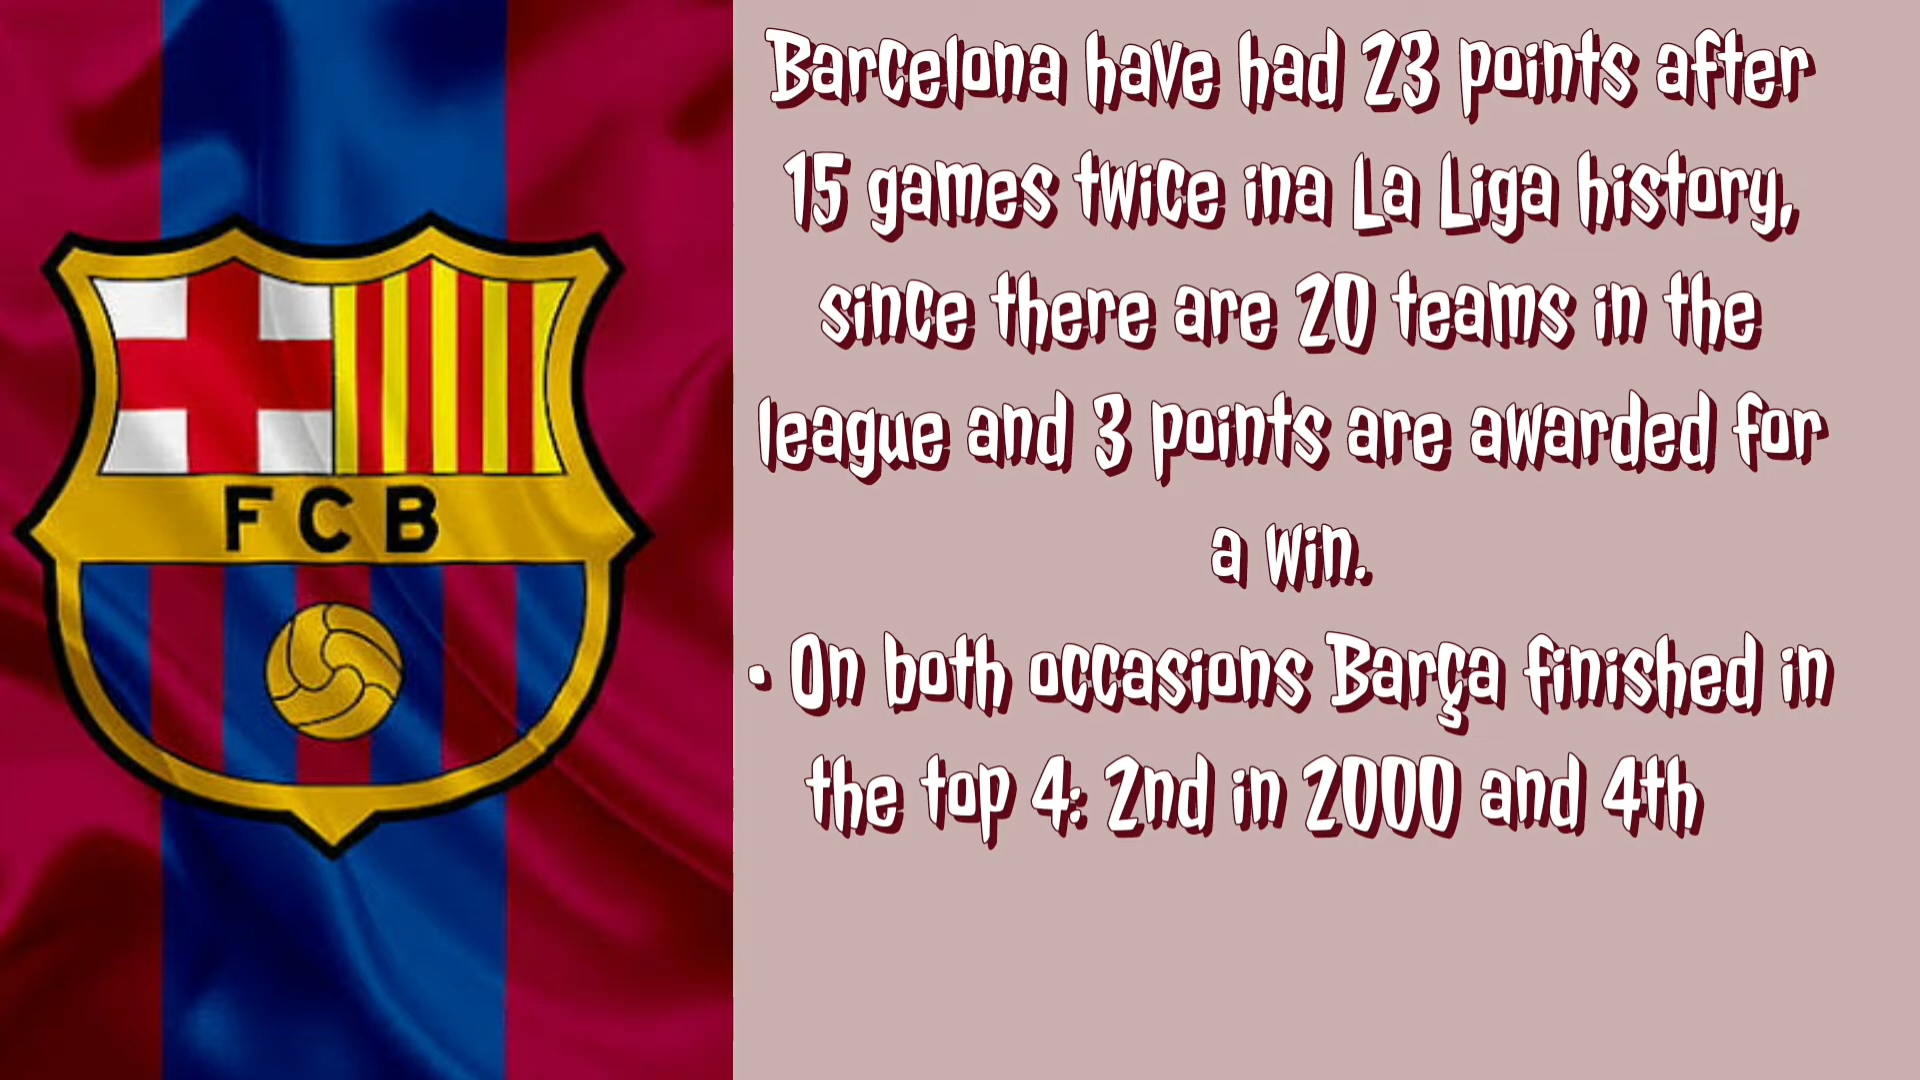 FCB
Barcelona have had 23 points after
15 games twice ina La Liga history,
since there are 20 teams in the
league and 3 points are awarded for
a win.
• On both occasions Barça finished in
the top 4: 2nd in 2000 and 4th